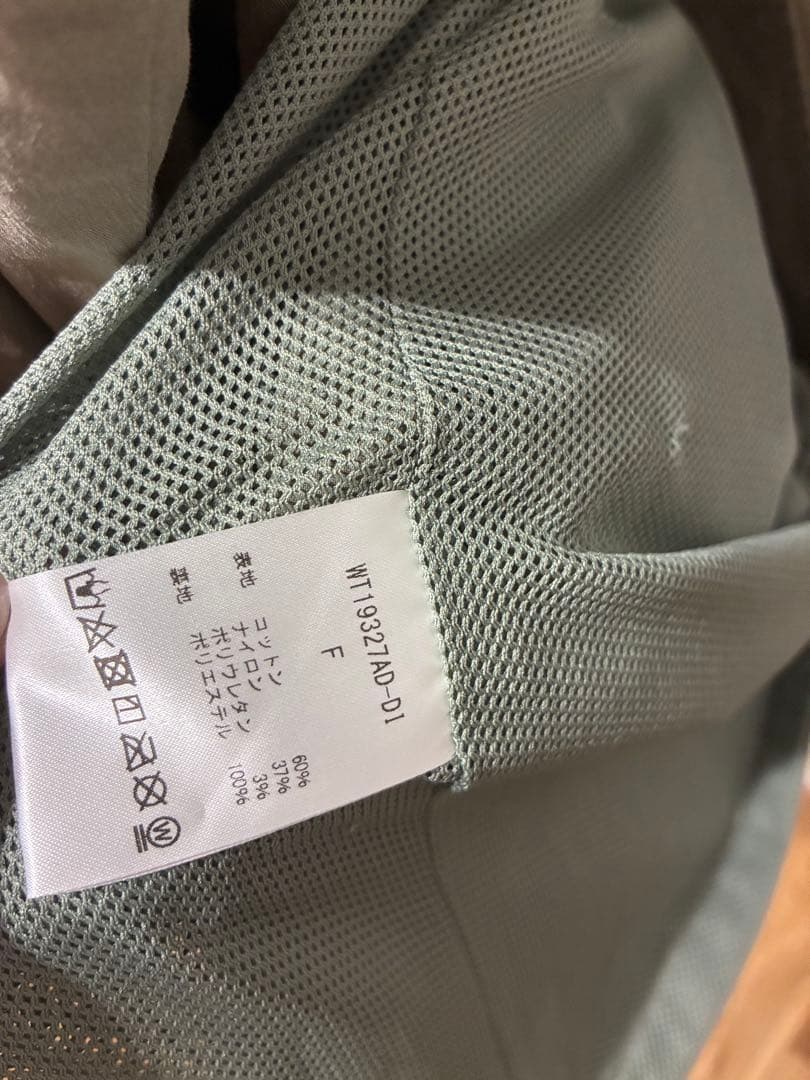 WT19327AD-D1
F
表地 コットン 60%
ナイロン 37%
ポリウレタン 3%
裏地 ポリエステル 100%
W